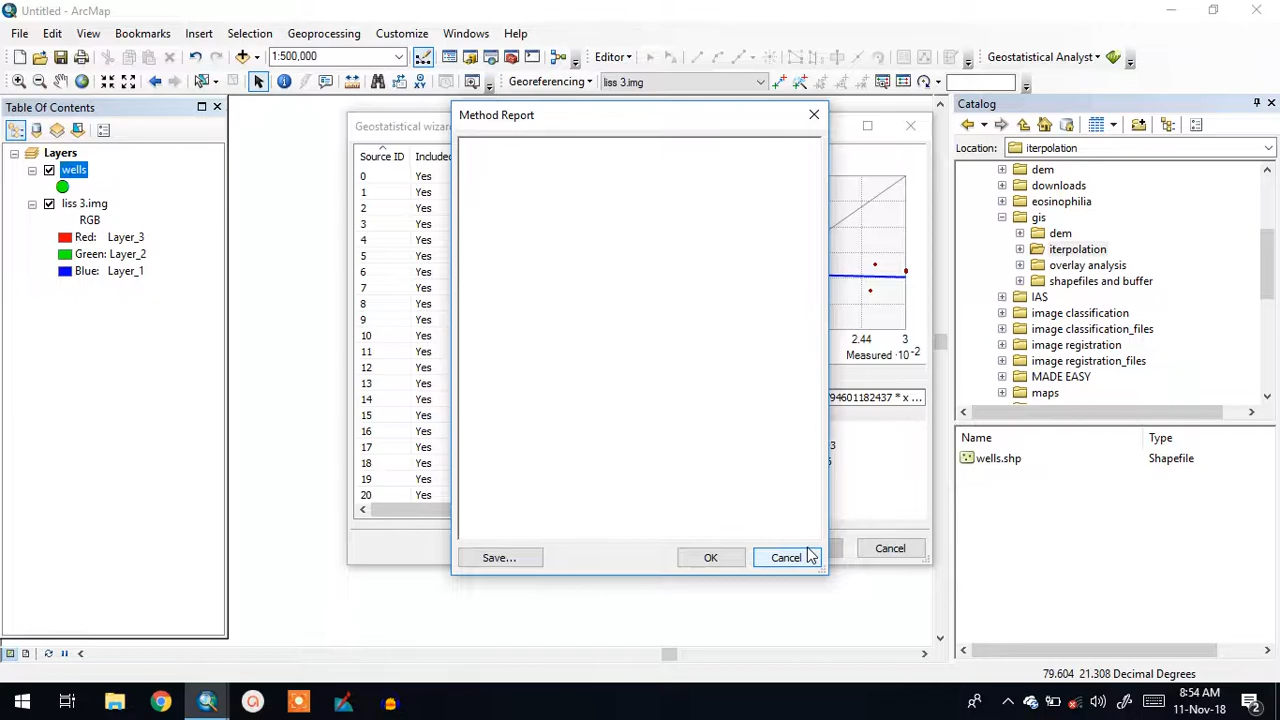 Untitled - ArcMap
File Edit View Bookmarks Insert Selection Geoprocessing Customize Windows Help
1:500,000 Editor Geostatistical Analyst
Georeferencing liss 3.img
Table Of Contents
Layers
wells
liss 3.img
RGB
Red: Layer_3
Green: Layer_2
Blue: Layer_1
Geostatistical wizar
Source ID Include
0 Yes
1 Yes
2 Yes
3 Yes
4 Yes
5 Yes
6 Yes
7 Yes
8 Yes
9 Yes
10 Yes
11 Yes
12 Yes
13 Yes
14 Yes
15 Yes
16 Yes
17 Yes
18 Yes
19 Yes
20 Yes
Method Report
Save...
OK
Cancel
2.44 3
Measured ·10-2
94601182437 * x ...
3
Cancel
Catalog
Location: iterpolation
dem
downloads
eosinophilia
gis
dem
iterpolation
overlay analysis
shapefiles and buffer
IAS
image classification
image classification_files
image registration
image registration_files
MADE EASY
maps
Name Type
wells.shp Shapefile
79.604 21.308 Decimal Degrees
8:54 AM
11-Nov-18
2